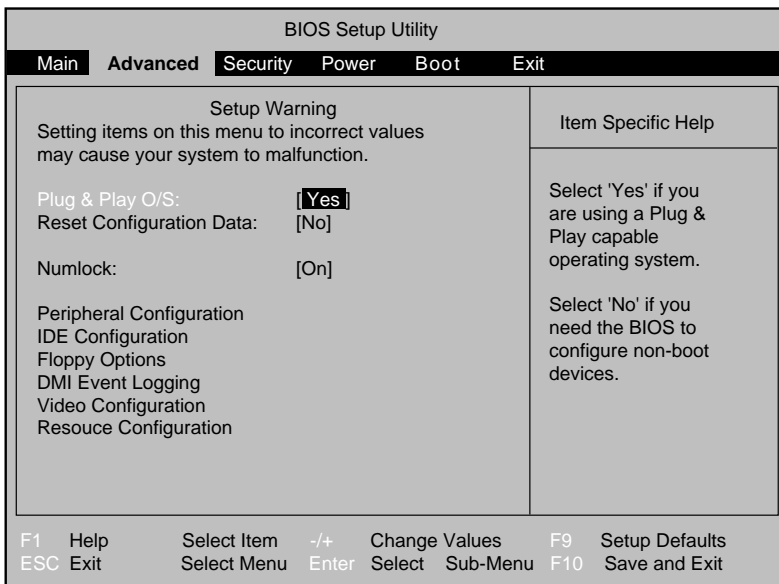 BIOS Setup Utility
Main Advanced Security Power Boot Exit
Setup Warning
Setting items on this menu to incorrect values
may cause your system to malfunction.
Plug & Play O/S: [ Yes ]
Reset Configuration Data: [No]
Numlock: [On]
Peripheral Configuration
IDE Configuration
Floppy Options
DMI Event Logging
Video Configuration
Resouce Configuration
Item Specific Help
Select 'Yes' if you
are using a Plug &
Play capable
operating system.
Select 'No' if you
need the BIOS to
configure non-boot
devices.
F1 Help Select Item -/+ Change Values F9 Setup Defaults
ESC Exit Select Menu Enter Select Sub-Menu F10 Save and Exit